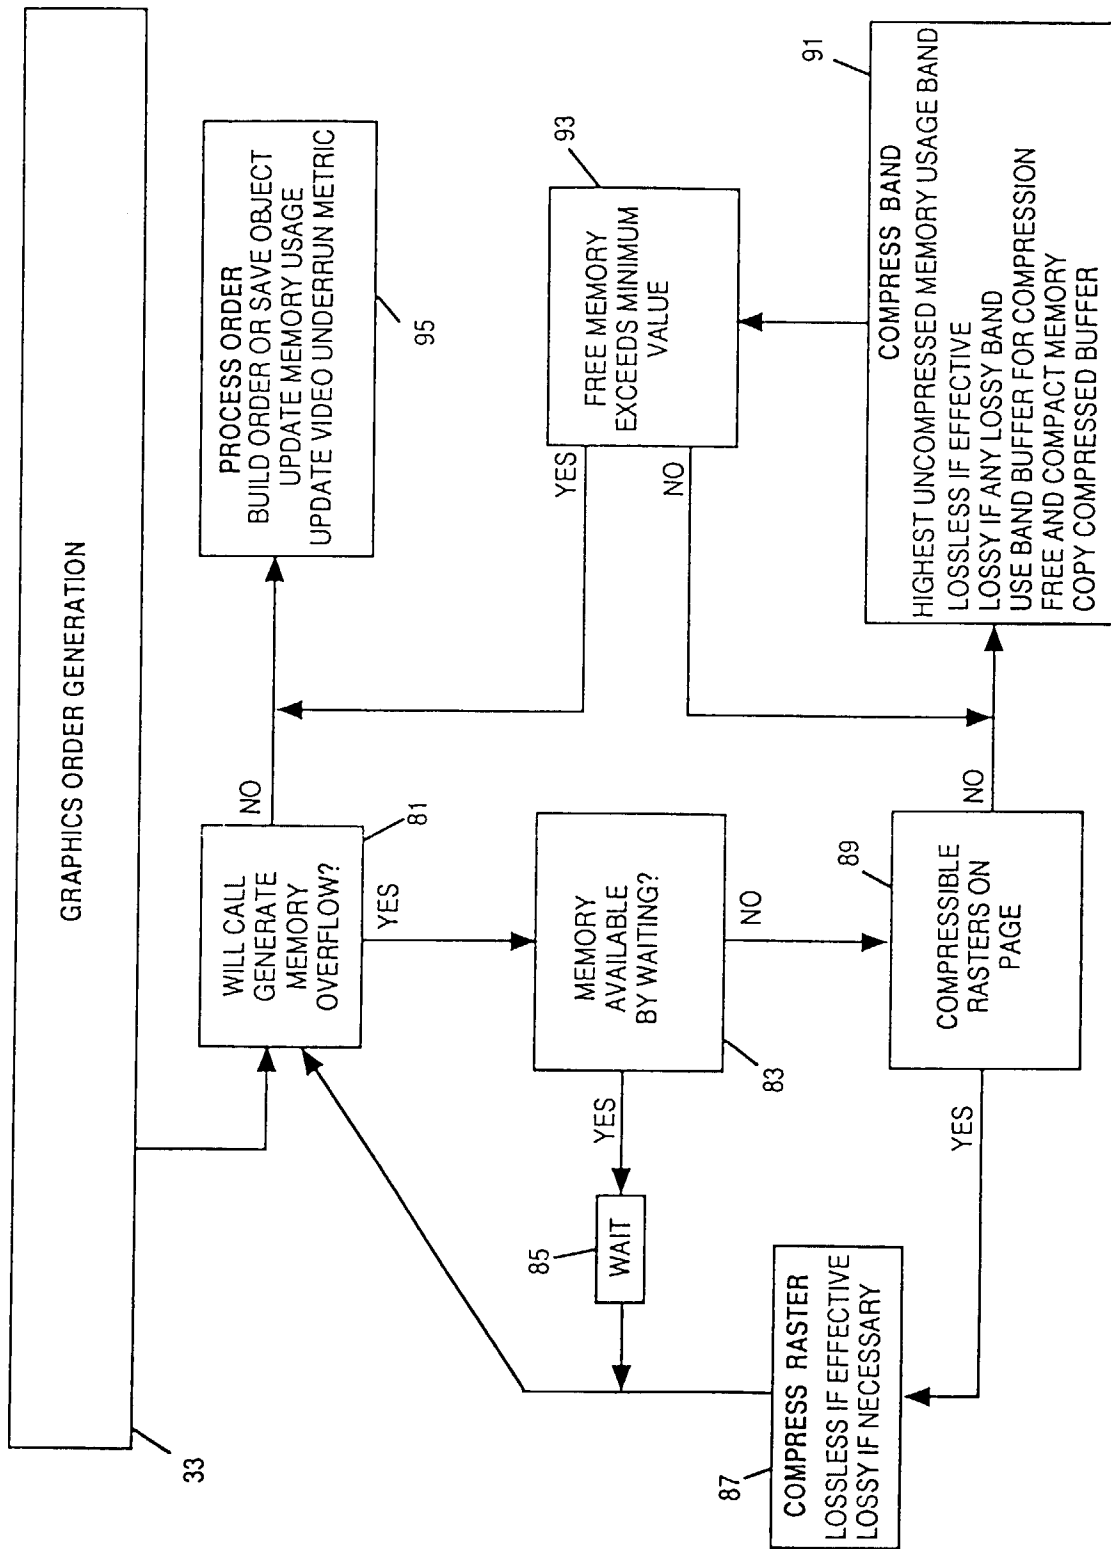 GRAPHICS ORDER GENERATION
33
WILL CALL
GENERATE
MEMORY
OVERFLOW?
81
NO
YES
PROCESS ORDER
BUILD ORDER OR SAVE OBJECT
UPDATE MEMORY USAGE
UPDATE VIDEO UNDERRUN METRIC
95
MEMORY
AVAILABLE
BY WAITING?
83
YES
NO
85
WAIT
FREE MEMORY
EXCEEDS MINIMUM
VALUE
93
YES
NO
87
COMPRESS RASTER
LOSSLESS IF EFFECTIVE
LOSSY IF NECESSARY
COMPRESSIBLE
RASTERS ON
PAGE
89
YES
NO
91
COMPRESS BAND
HIGHEST UNCOMPRESSED MEMORY USAGE BAND
LOSSLESS IF EFFECTIVE
LOSSY IF ANY LOSSY BAND
USE BAND BUFFER FOR COMPRESSION
FREE AND COMPACT MEMORY
COPY COMPRESSED BUFFER